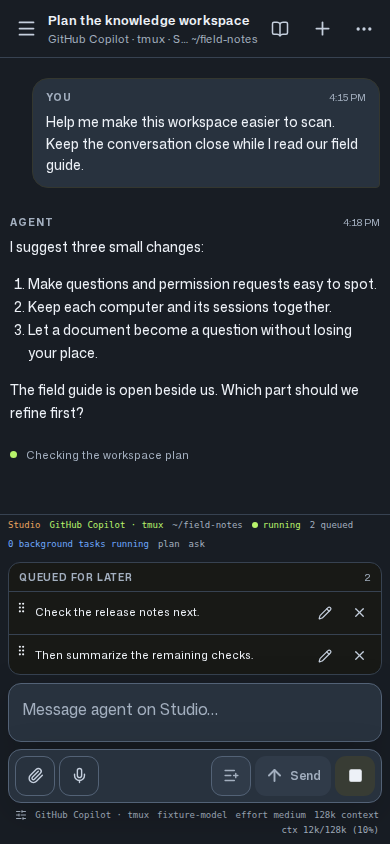 Plan the knowledge workspace
GitHub Copilot · tmux · S... ~/field-notes
YOU 4:15 PM
Help me make this workspace easier to scan.
Keep the conversation close while I read our field
guide.
AGENT 4:18 PM
I suggest three small changes:
1. Make questions and permission requests easy to spot.
2. Keep each computer and its sessions together.
3. Let a document become a question without losing
your place.
The field guide is open beside us. Which part should we
refine first?
Checking the workspace plan
Studio GitHub Copilot · tmux ~/field-notes running 2 queued
0 background tasks running plan ask
QUEUED FOR LATER 2
Check the release notes next.
Then summarize the remaining checks.
Message agent on Studio...
Send
GitHub Copilot · tmux fixture-model effort medium 128k context
ctx 12k/128k (10%)